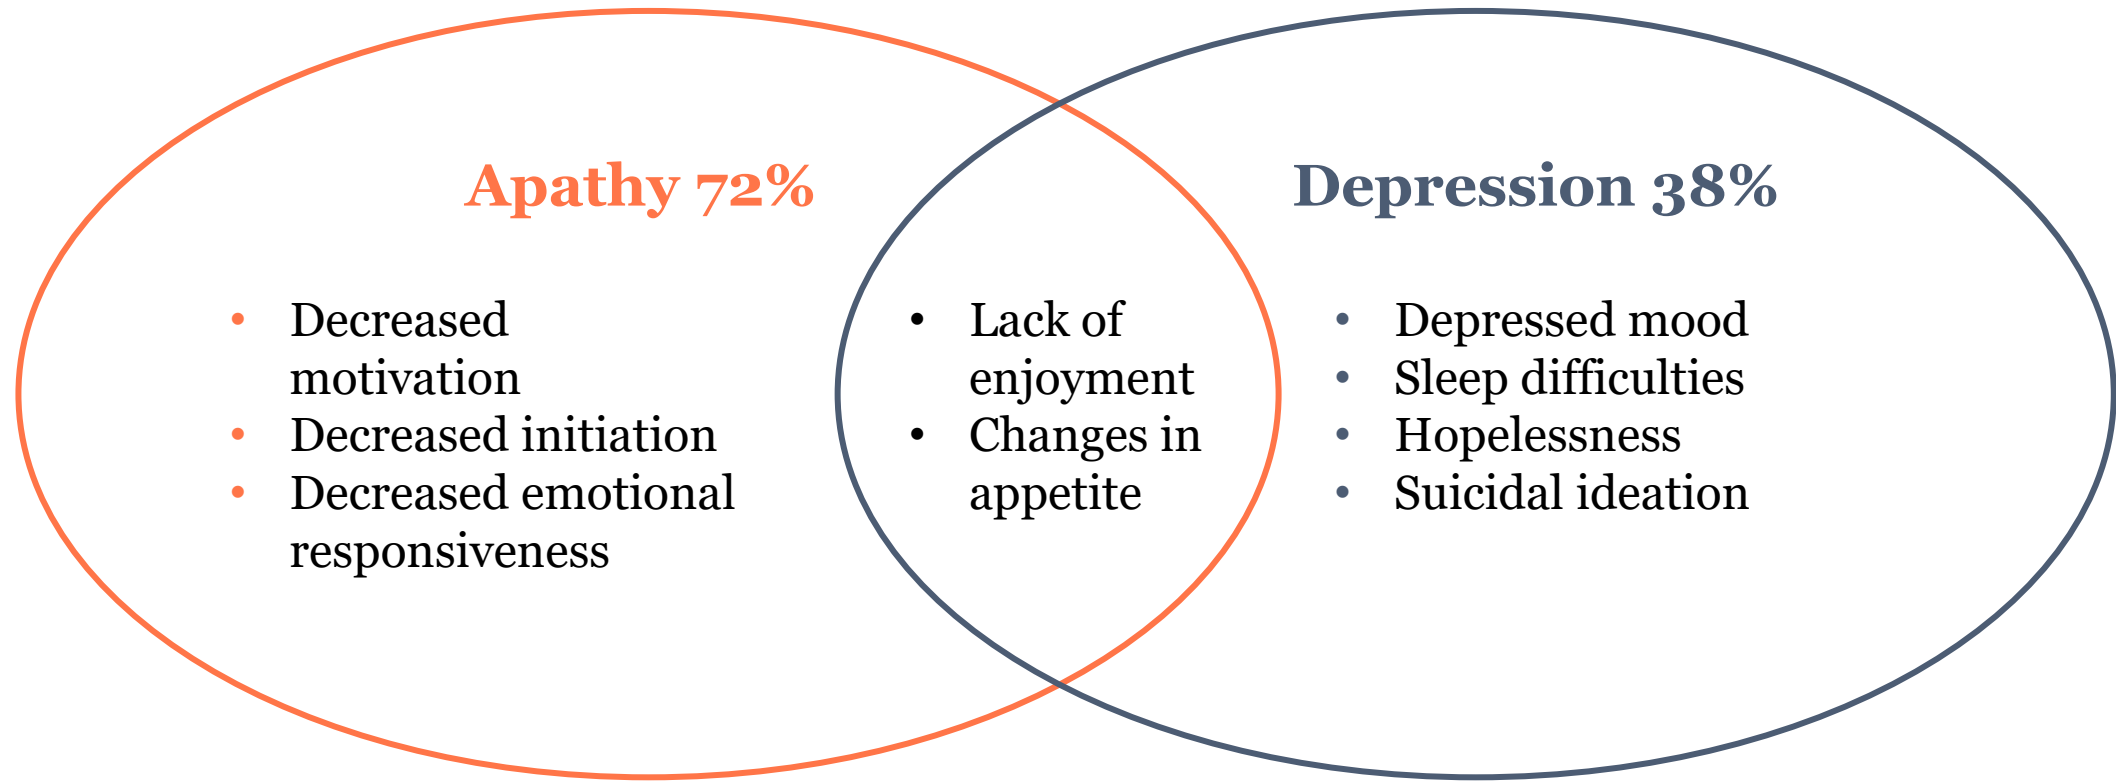 Apathy 72%
• Decreased
motivation
• Decreased initiation
• Decreased emotional
responsiveness
• Lack of
enjoyment
• Changes in
appetite
Depression 38%
• Depressed mood
• Sleep difficulties
• Hopelessness
• Suicidal ideation